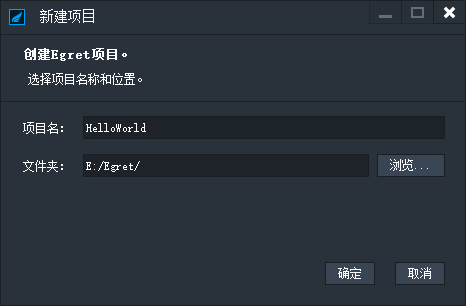 新建项目
创建Egret项目。
选择项目名称和位置。
项目名: HelloWorld
文件夹: E:/Egret/ 浏览...
确定 取消